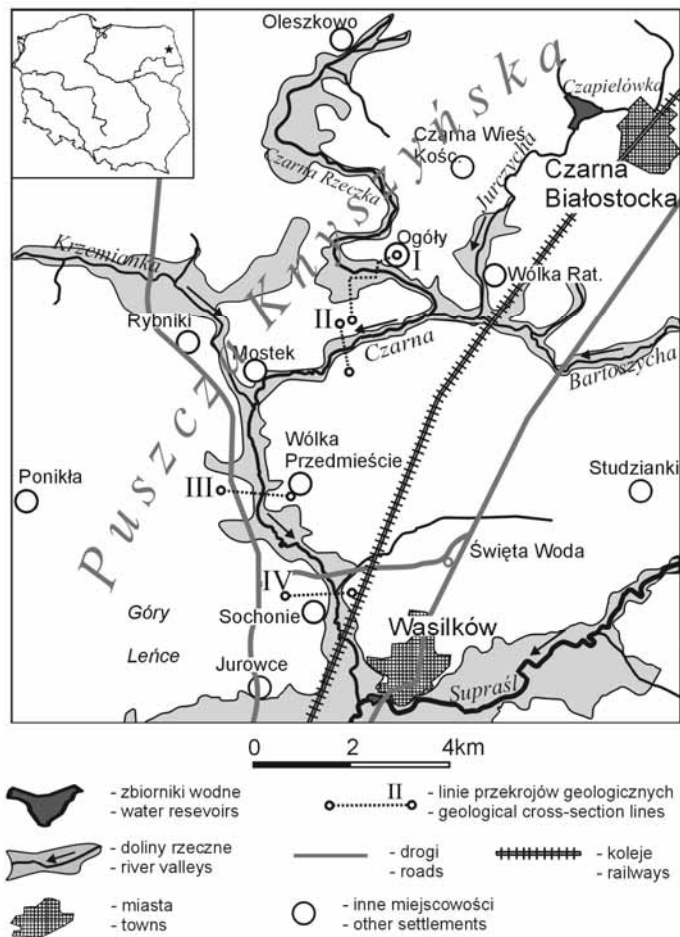 Oleszkowo
Czapielówka
Puszcza Knyszyńska
Czarna Wieś
Kośc.
Czarna
Białostocka
Czarna Rzeczka
Jurczycha
Ogóły
I
Krzemianka
Wólka Rat.
II
Rybniki
Czarna
Mostek
Bartoszycha
Wólka
Przedmieście
Ponikła
III
Studzianki
Święta Woda
IV
Sochonie
Góry
Leńce
Wasilków
Jurowce
Supraśl
0 2 4km
- zbiorniki wodne
- water resevoirs
II
- linie przekrojów geologicznych
- geological cross-section lines
- doliny rzeczne
- river valleys
- drogi
- roads
- koleje
- railways
- miasta
- towns
- inne miejscowości
- other settlements